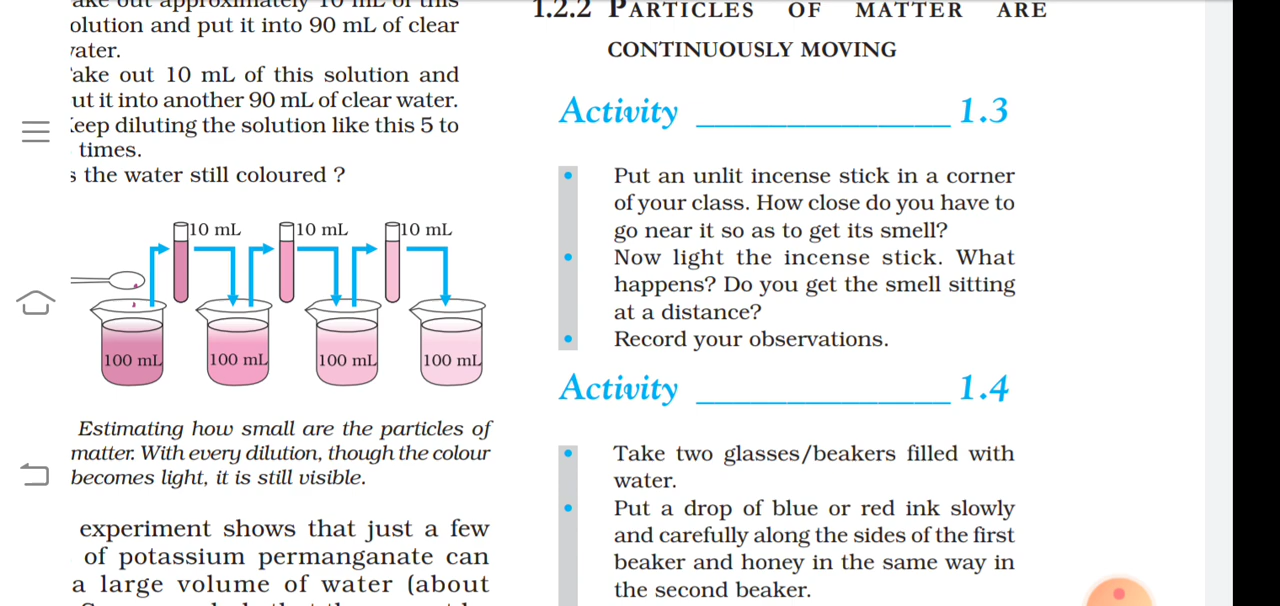 olution and put it into 90 mL of clear
ater.
ake out 10 mL of this solution and
ut it into another 90 mL of clear water.
eep diluting the solution like this 5 to
times.
s the water still coloured ?
10 mL 10 mL 10 mL
100 mL 100 mL 100 mL 100 mL
Estimating how small are the particles of
matter. With every dilution, though the colour
becomes light, it is still visible.
experiment shows that just a few
of potassium permanganate can
a large volume of water (about
1.2.2 PARTICLES OF MATTER ARE
CONTINUOUSLY MOVING
Activity ______________ 1.3
• Put an unlit incense stick in a corner
of your class. How close do you have to
go near it so as to get its smell?
• Now light the incense stick. What
happens? Do you get the smell sitting
at a distance?
• Record your observations.
Activity ______________ 1.4
• Take two glasses/beakers filled with
water.
• Put a drop of blue or red ink slowly
and carefully along the sides of the first
beaker and honey in the same way in
the second beaker.